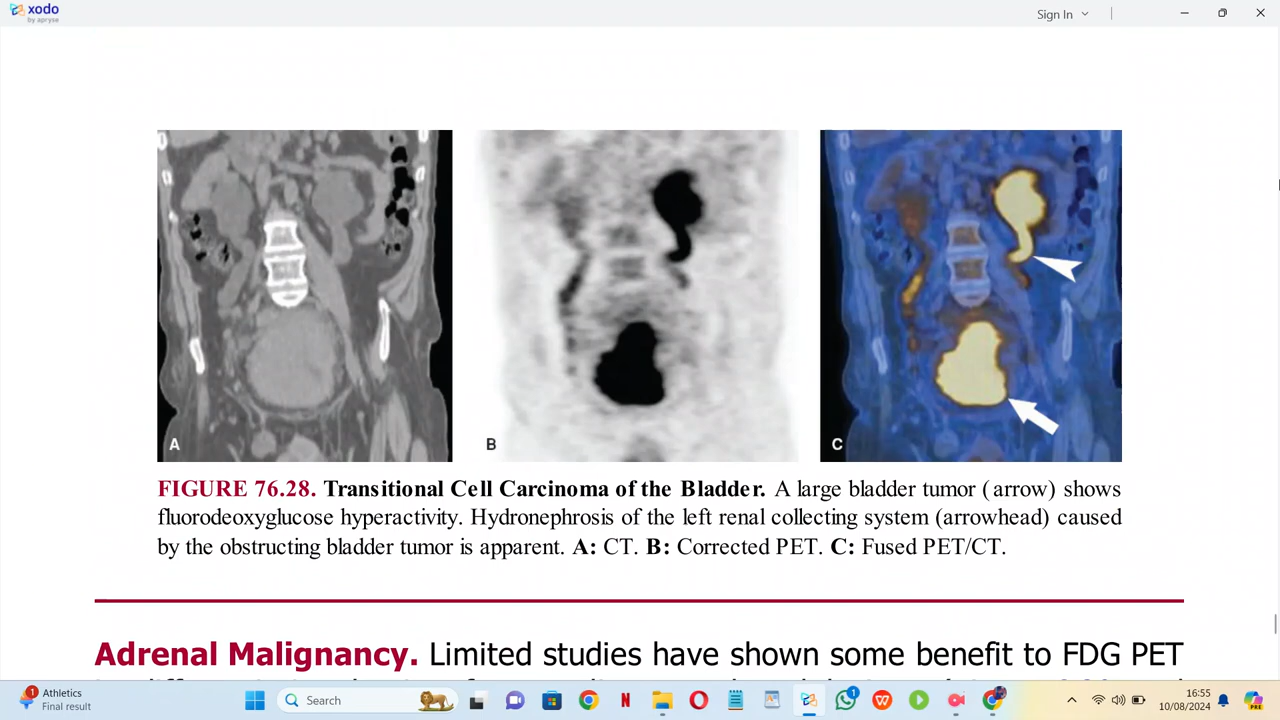 xodo
by apryse
Sign In
A
B
C
FIGURE 76.28. Transitional Cell Carcinoma of the Bladder. A large bladder tumor (arrow) shows
fluorodeoxyglucose hyperactivity. Hydronephrosis of the left renal collecting system (arrowhead) caused
by the obstructing bladder tumor is apparent. A: CT. B: Corrected PET. C: Fused PET/CT.
Adrenal Malignancy. Limited studies have shown some benefit to FDG PET
1
Athletics
Final result
Search
1
16:55
10/08/2024
PRE